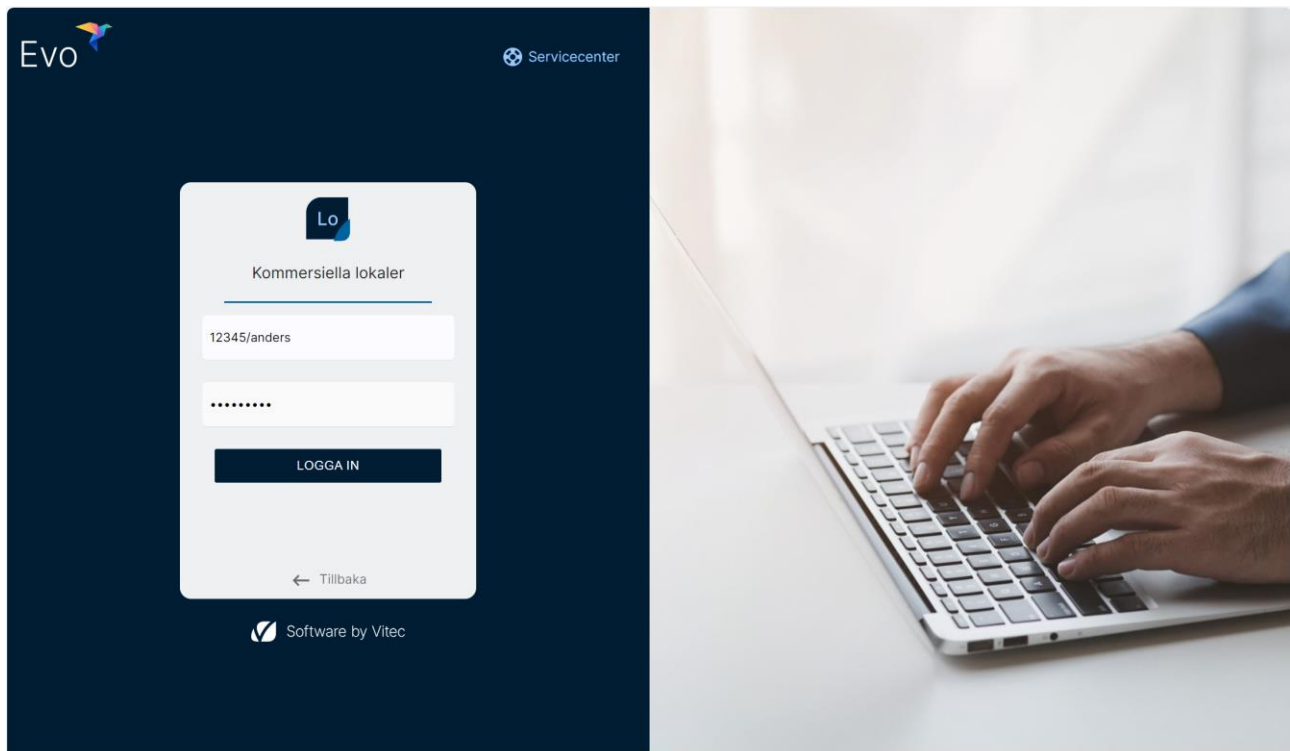 Evo
Servicecenter
Lo
Kommersiella lokaler
12345/anders
•••••••••
LOGGA IN
← Tillbaka
Software by Vitec